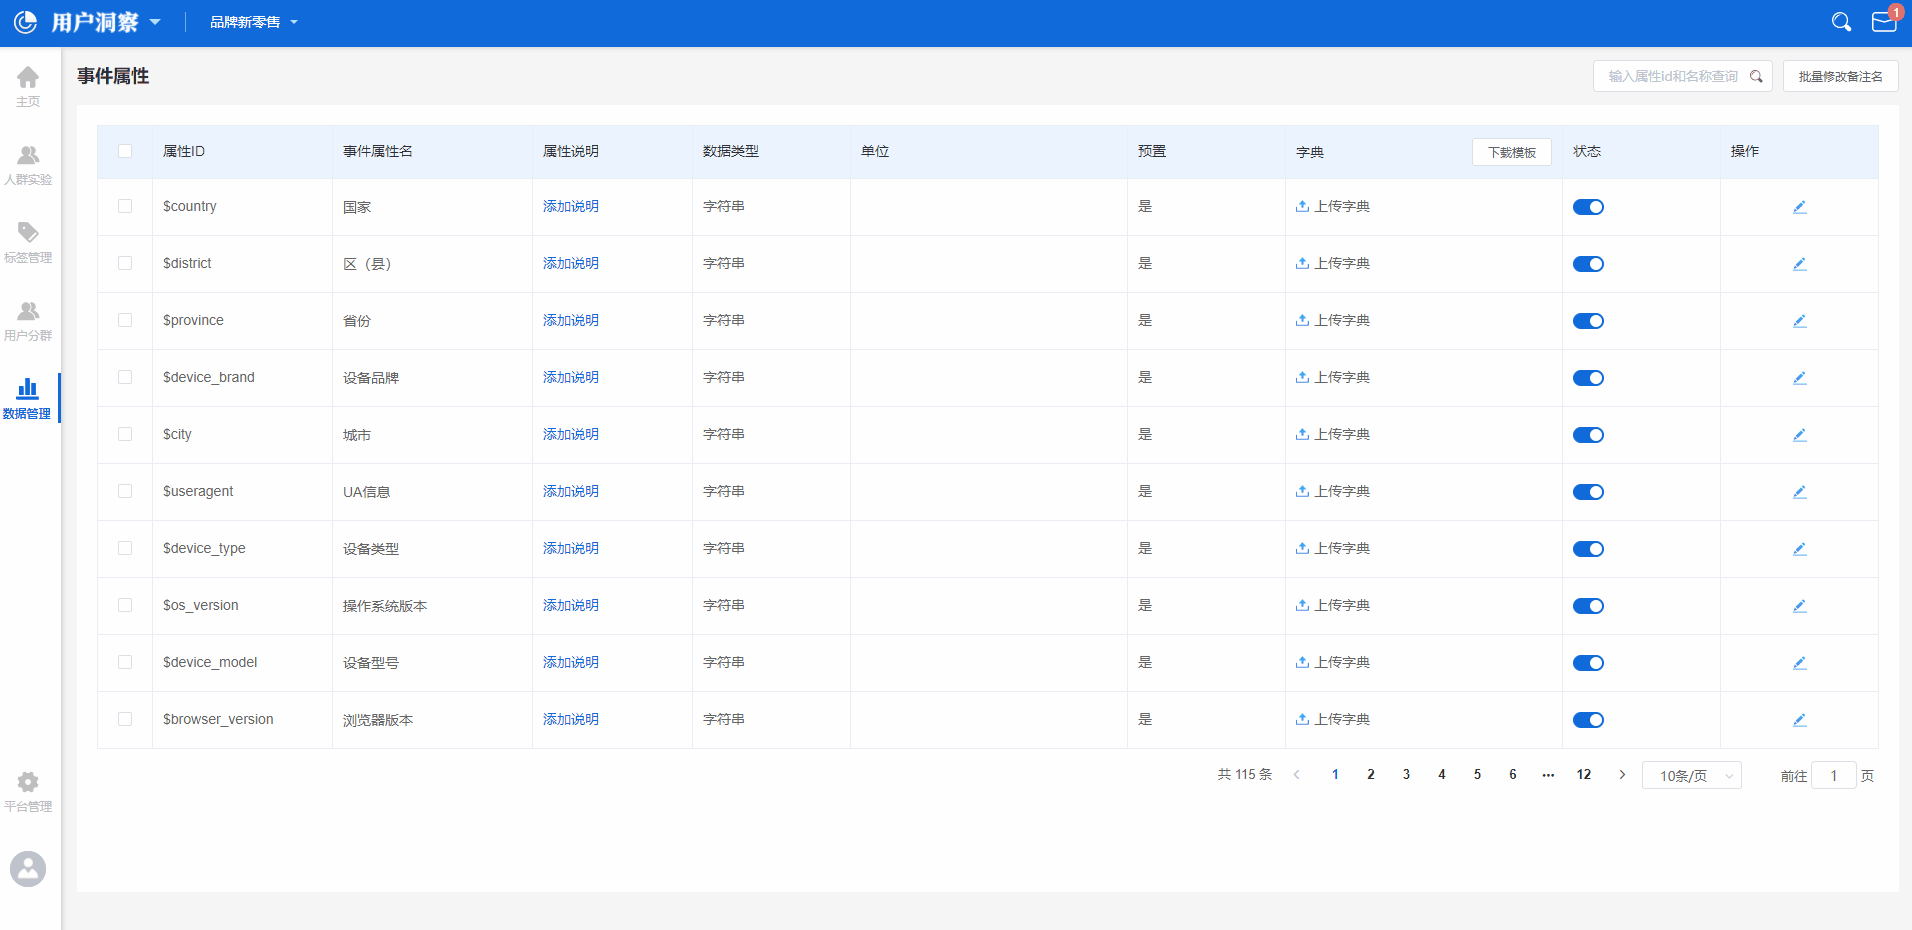 用户洞察 品牌新零售 1
事件属性 输入属性id和名称查询 批量修改备注名
主页
人群实验
标签管理
用户分群
数据管理
平台管理
属性ID 事件属性名 属性说明 数据类型 单位 预置 字典 下载模板 状态 操作
$country 国家 添加说明 字符串 是 上传字典
$district 区（县） 添加说明 字符串 是 上传字典
$province 省份 添加说明 字符串 是 上传字典
$device_brand 设备品牌 添加说明 字符串 是 上传字典
$city 城市 添加说明 字符串 是 上传字典
$useragent UA信息 添加说明 字符串 是 上传字典
$device_type 设备类型 添加说明 字符串 是 上传字典
$os_version 操作系统版本 添加说明 字符串 是 上传字典
$device_model 设备型号 添加说明 字符串 是 上传字典
$browser_version 浏览器版本 添加说明 字符串 是 上传字典
共 115 条 1 2 3 4 5 6 ··· 12 10条/页 前往 1 页